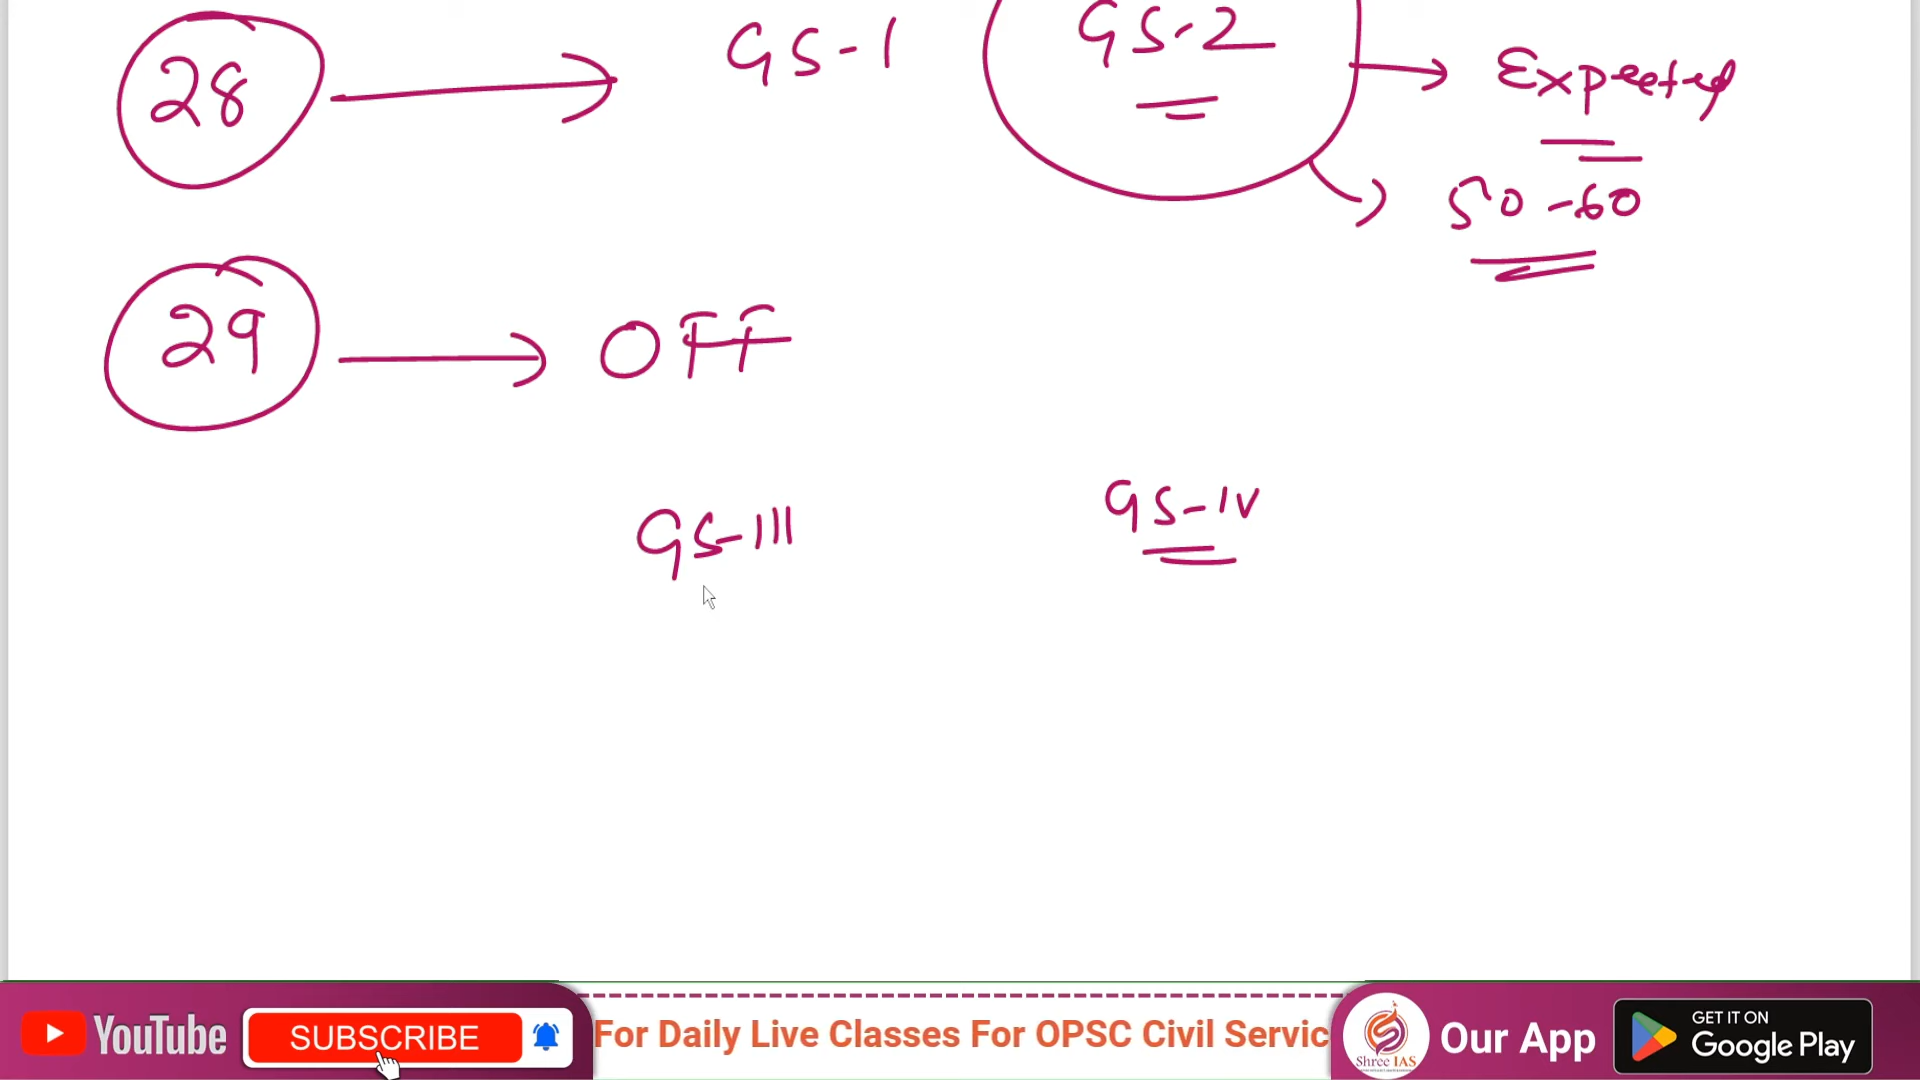 28 GS-1 GS-2 Expected
50-60
29 OFF
GS-III GS-IV
YouTube SUBSCRIBE For Daily Live Classes For OPSC Civil Servic Shree IAS Our App GET IT ON Google Play